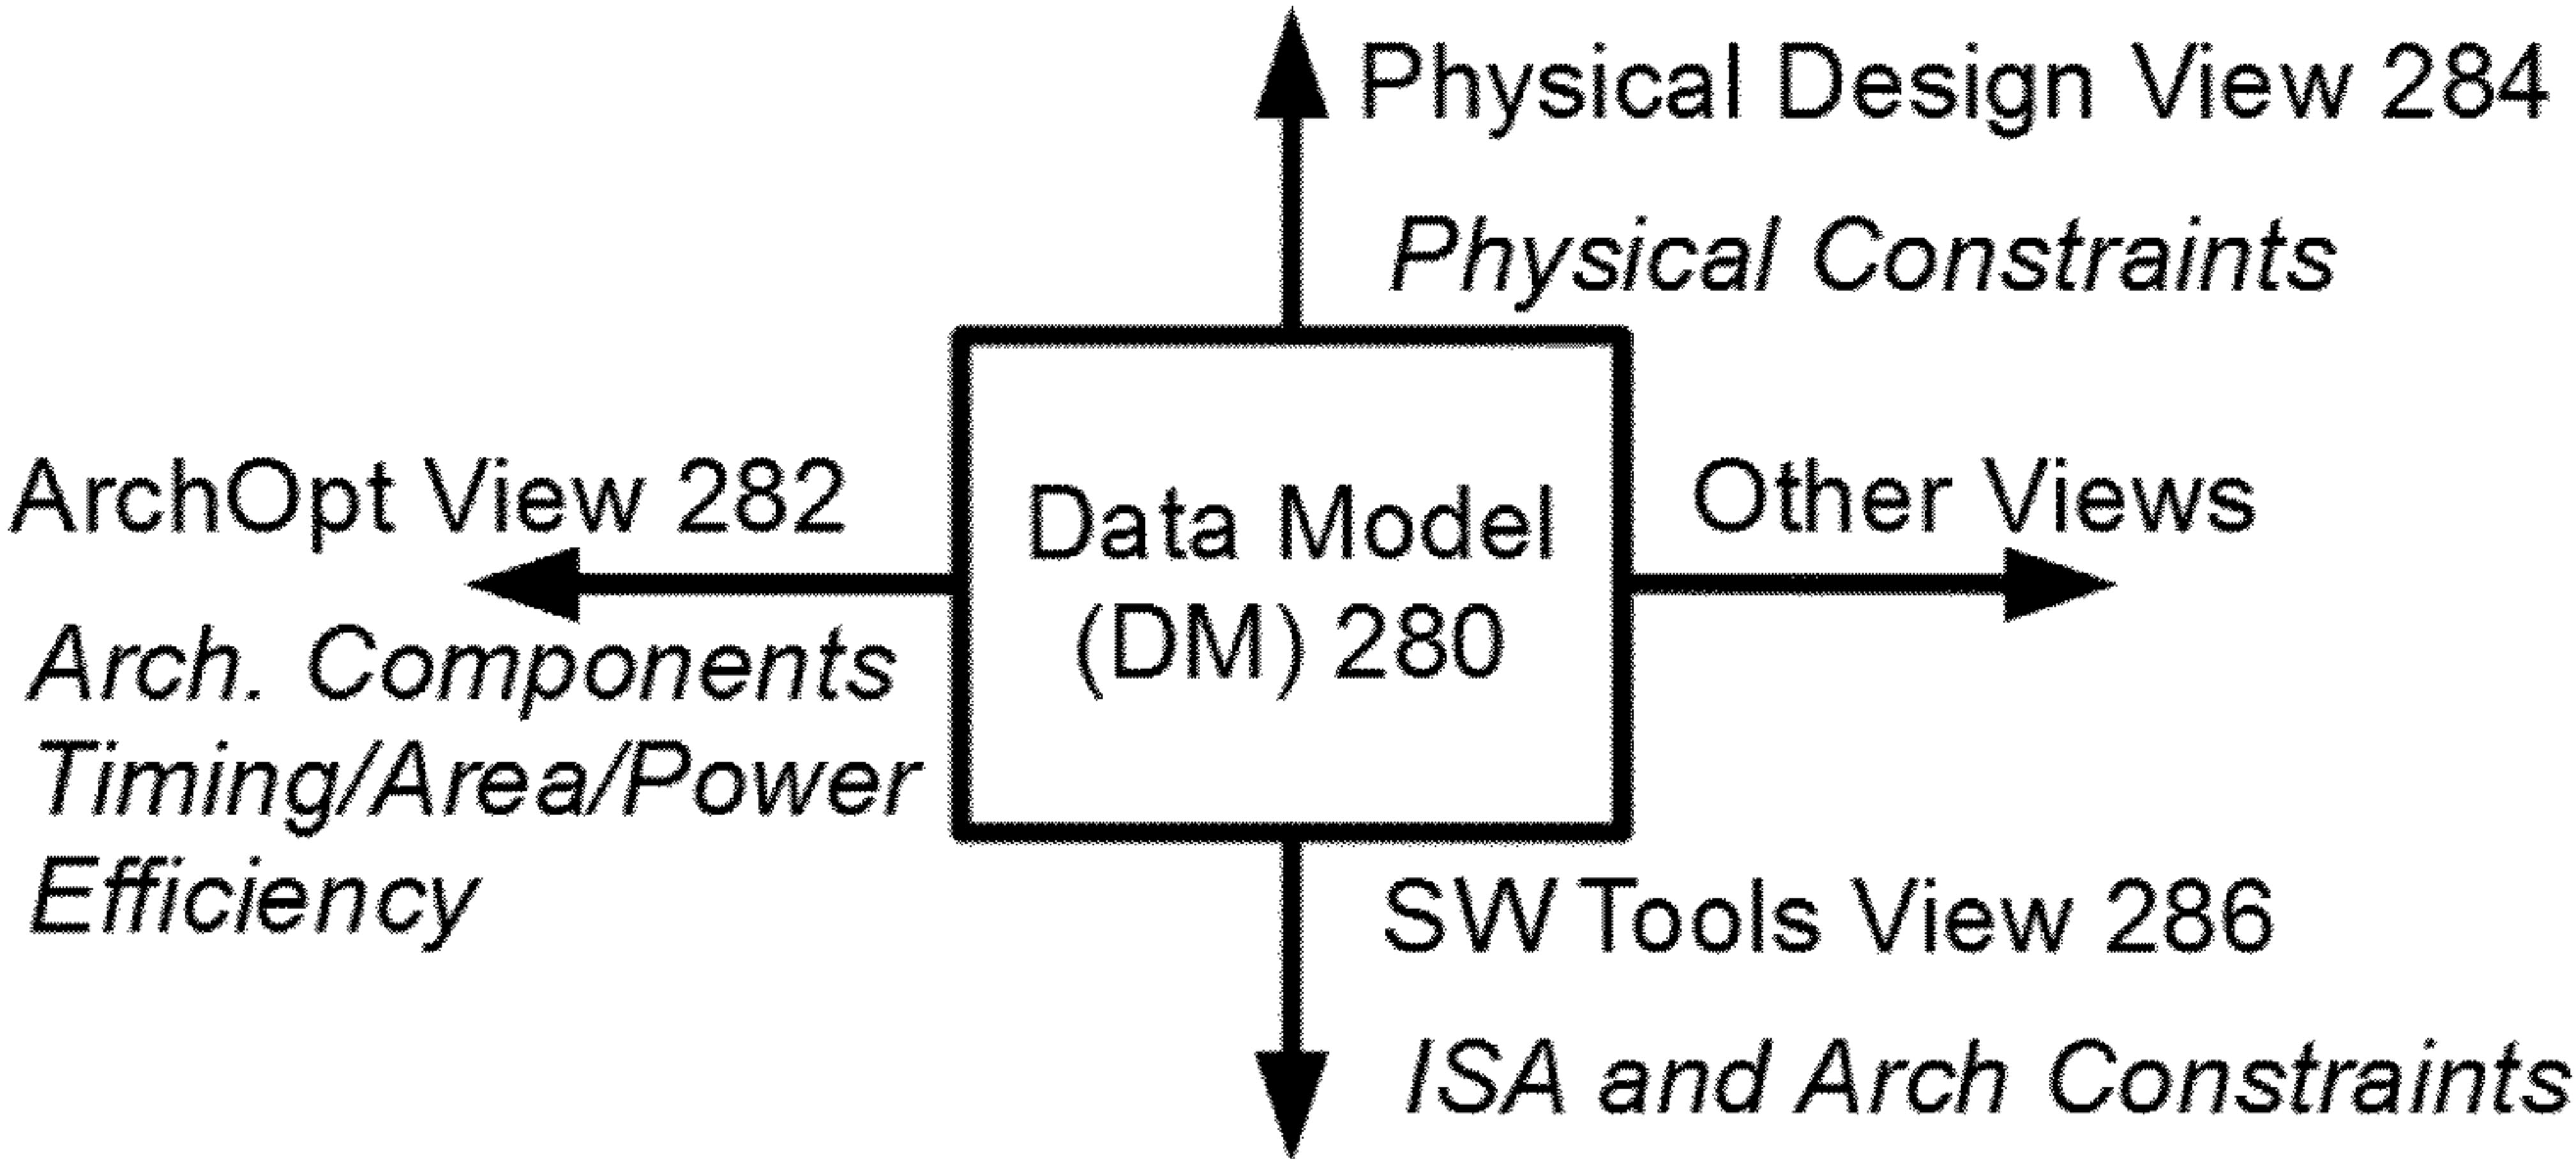 Physical Design View 284
Physical Constraints
ArchOpt View 282
Arch. Components
Timing/Area/Power
Efficiency
Data Model
(DM) 280
Other Views
SW Tools View 286
ISA and Arch Constraints